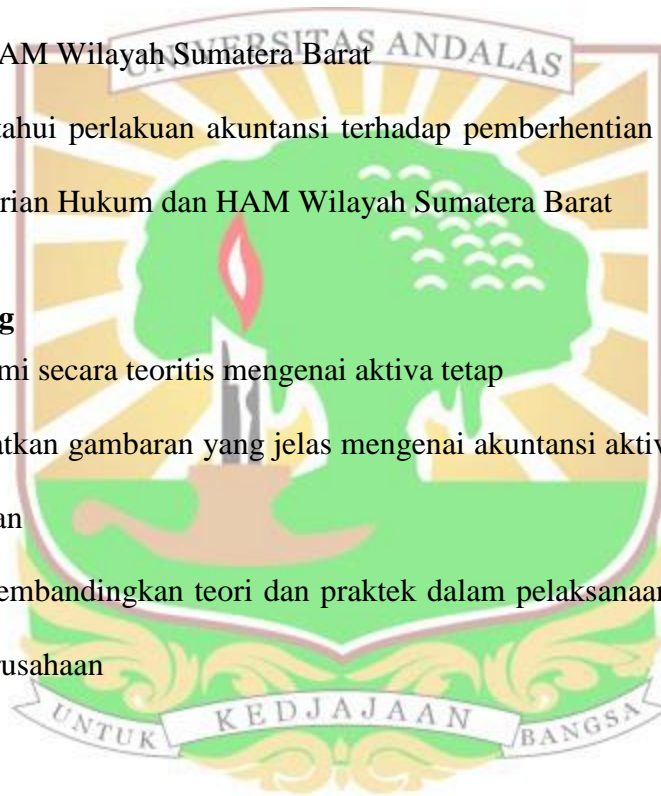 UNIVERSITAS ANDALAS
AM Wilayah Sumatera Barat
tahui perlakuan akuntansi terhadap pemberhentian
rian Hukum dan HAM Wilayah Sumatera Barat
g
mi secara teoritis mengenai aktiva tetap
atkan gambaran yang jelas mengenai akuntansi aktiv
an
embandingkan teori dan praktek dalam pelaksanaan
rusahaan
UNTUK KEDJAJAAN BANGSA